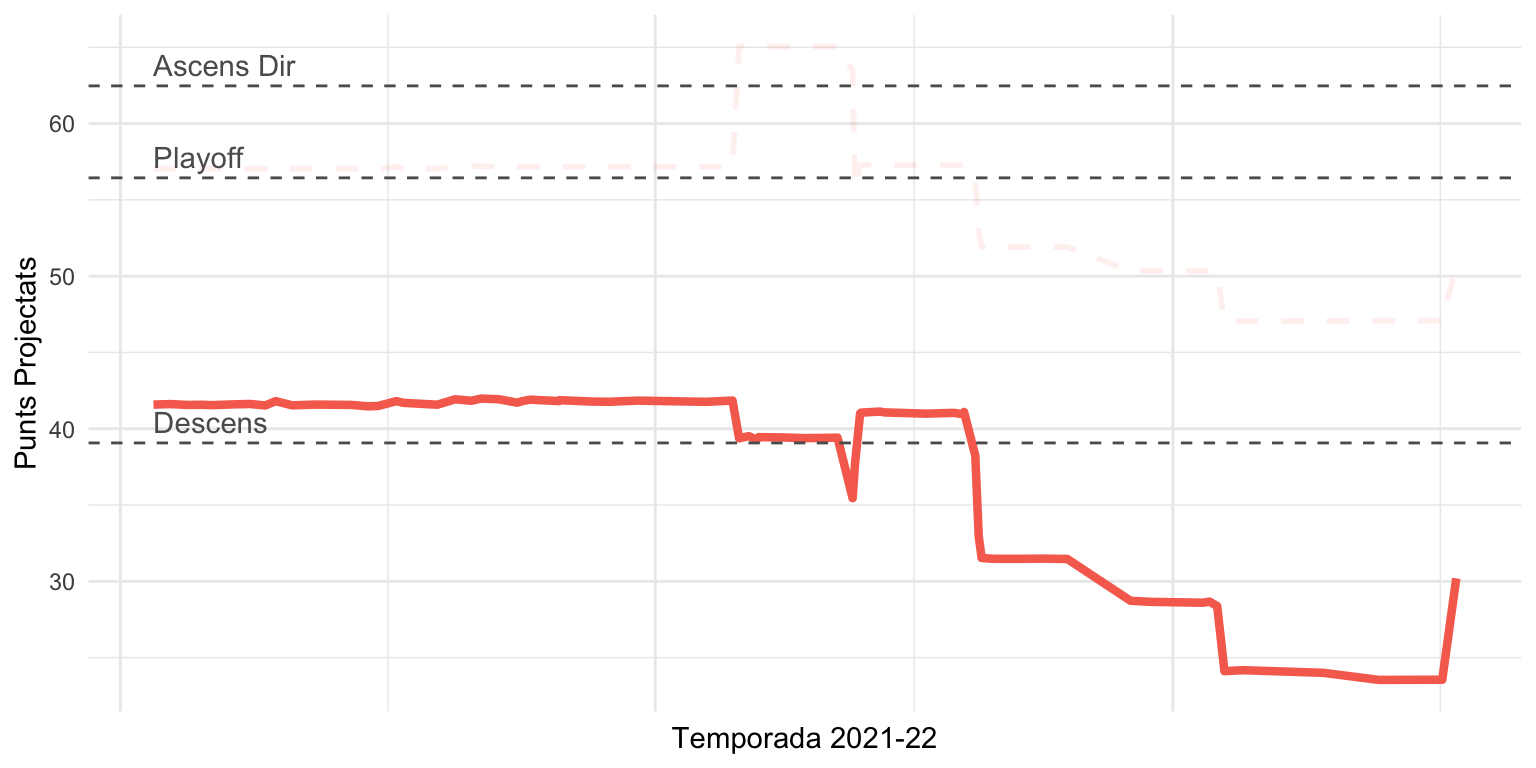 Ascens Dir
60
Playoff
50
Punts Projectats
40
Descens
30
Temporada 2021-22